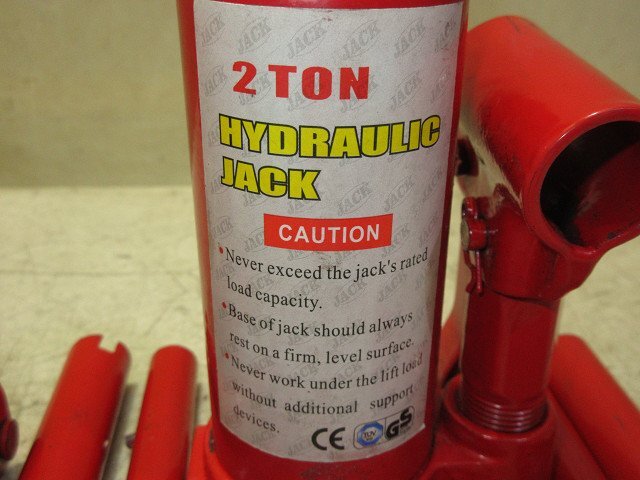 2 TON
HYDRAULIC
JACK
CAUTION
•Never exceed the jack's rated
load capacity.
•Base of jack should always
rest on a firm, level surface.
•Never work under the lift load
without additional support
devices.
CE TÜV GS